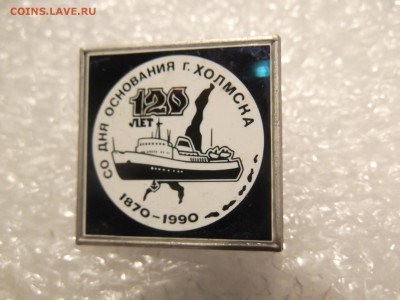 COINS.LAVE.RU
120
ЛЕТ
СО ДНЯ ОСНОВАНИЯ Г. ХОЛМСКА
1870-1990